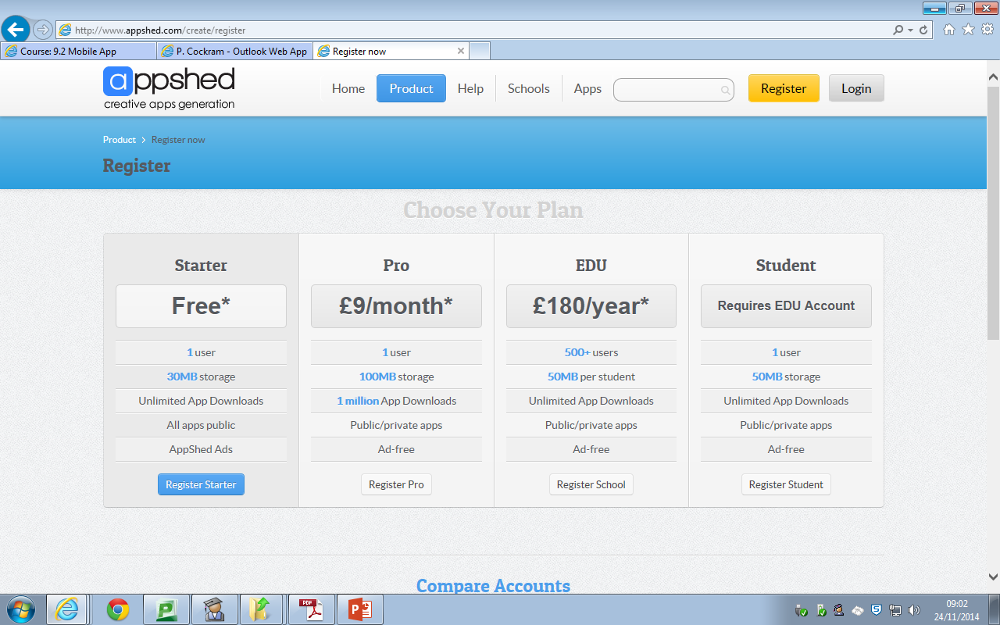 http://www.appshed.com/create/register
Course: 9.2 Mobile App
P. Cockram - Outlook Web App
Register now
appshed
creative apps generation
Home
Product
Help
Schools
Apps
Register
Login
Product > Register now
Register
Choose Your Plan
Starter
Free*
1 user
30MB storage
Unlimited App Downloads
All apps public
AppShed Ads
Register Starter
Pro
£9/month*
1 user
100MB storage
1 million App Downloads
Public/private apps
Ad-free
Register Pro
EDU
£180/year*
500+ users
50MB per student
Unlimited App Downloads
Public/private apps
Ad-free
Register School
Student
Requires EDU Account
1 user
50MB storage
Unlimited App Downloads
Public/private apps
Ad-free
Register Student
Compare Accounts
PDF
09:02
24/11/2014